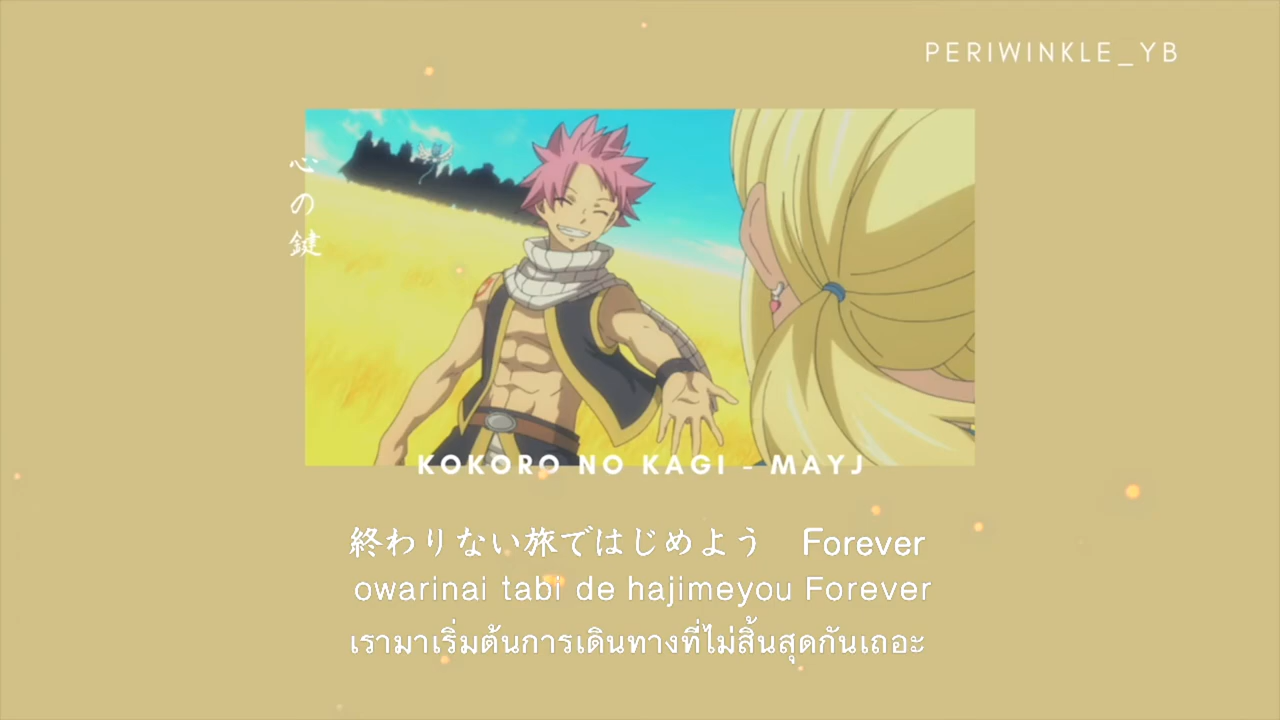 PERIWINKLE_YB
心の鍵
KOKORO NO KAGI - MAYJ
終わりない旅ではじめよう Forever
owarinai tabi de hajimeyou Forever
เรามาเริ่มต้นการเดินทางที่ไม่สิ้นสุดกันเถอะ